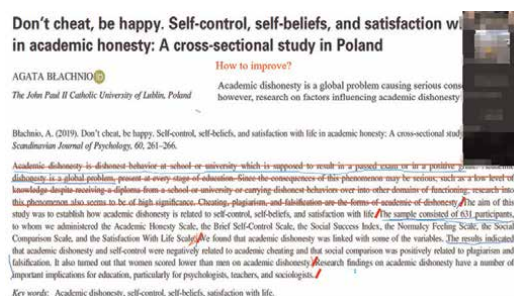 Don't cheat, be happy. Self-control, self-beliefs, and satisfaction w
in academic honesty: A cross-sectional study in Poland
How to improve?
AGATA BŁACHNIO
Academic dishonesty is a global problem causing serious cons
The John Paul II Catholic University of Lublin, Poland
however, research on factors influencing academic dishonesty
Błachnio, A. (2019). Don't cheat, be happy. Self-control, self-beliefs, and satisfaction with life in academic honesty: A cross-sectional stud
Scandinavian Journal of Psychology, 60, 261–266.
Academic dishonesty is dishonest behavior at school or university which is supposed to result in a passed exam or in a positive
dishonesty is a global problem, present at every stage of education. Since the consequences of this phenomenon may be serious, such as a low level of
knowledge despite receiving a diploma from a school or university or carrying dishonest behaviors over into other domains of functioning, research into
this phenomenon also seems to be of high significance. Cheating, plagiarism, and falsification are the forms of academic dishonesty. The aim of this
study was to establish how academic dishonesty is related to self-control, self-beliefs, and satisfaction with life. The sample consisted of 631 participants,
to whom we administered the Academic Honesty Scale, the Brief Self-Control Scale, the Social Success Index, the Normalcy Feeling Scale, the Social
Comparison Scale, and the Satisfaction With Life Scale. We found that academic dishonesty was linked with some of the variables. The results indicated
that academic dishonesty and self-control were negatively related to academic cheating and that social comparison was positively related to plagiarism and
falsification. It also turned out that women scored lower than men on academic dishonesty. Research findings on academic dishonesty have a number of
important implications for education, particularly for psychologists, teachers, and sociologists.
Key words: Academic dishonesty, self-control, self-beliefs, satisfaction with life.